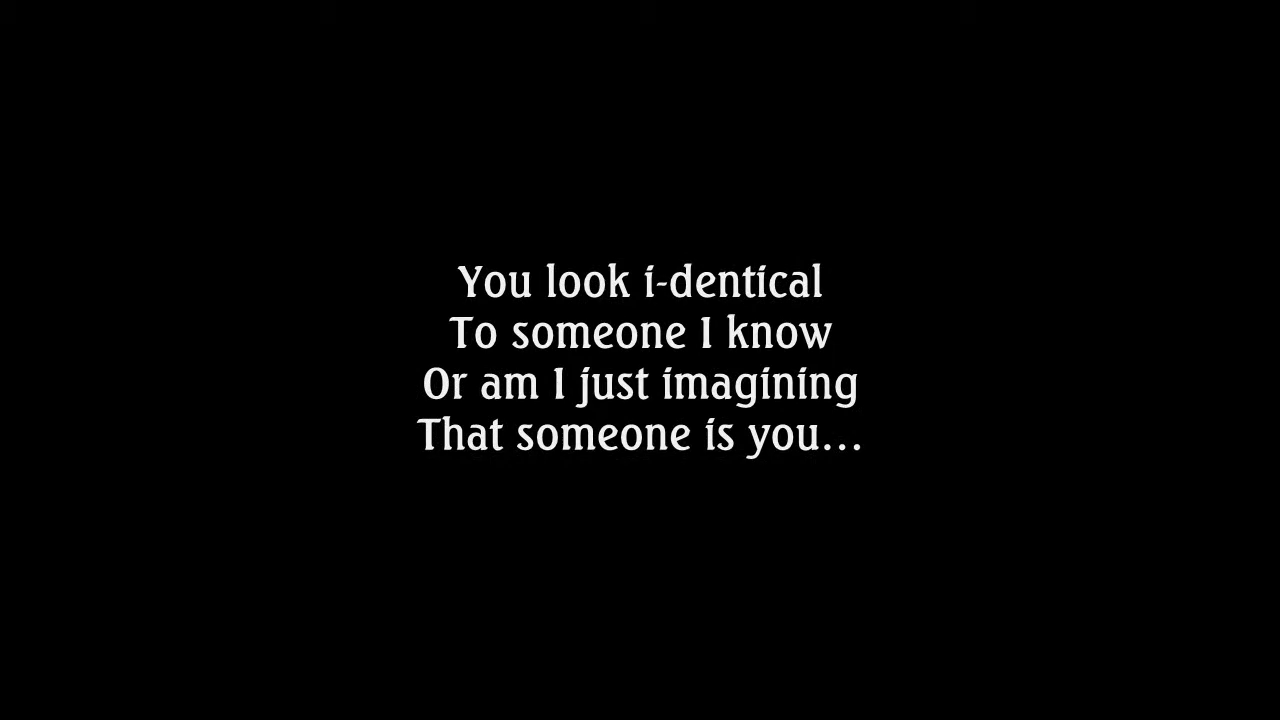 You look i-dentical
To someone I know
Or am I just imagining
That someone is you...